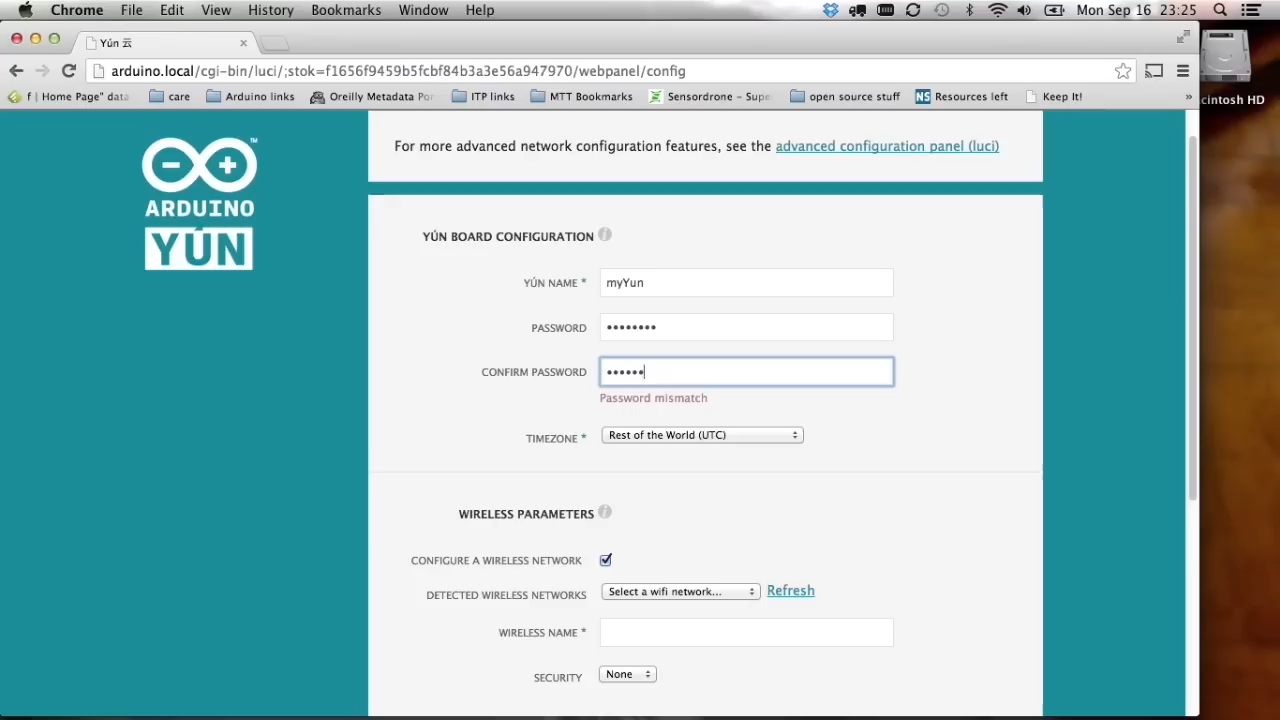 Chrome File Edit View History Bookmarks Window Help Mon Sep 16 23:25
Yún 云
arduino.local/cgi-bin/luci/;stok=f1656f9459b5fcbf84b3a3e56a947970/webpanel/config
f | Home Page" data care Arduino links Oreilly Metadata Por ITP links MTT Bookmarks Sensordrone – Supe open source stuff NS Resources left Keep It! »
cintosh HD
For more advanced network configuration features, see the advanced configuration panel (luci)
ARDUINO
YÚN
YÚN BOARD CONFIGURATION
YÚN NAME * myYun
PASSWORD ••••••••
CONFIRM PASSWORD ••••••
Password mismatch
TIMEZONE * Rest of the World (UTC)
WIRELESS PARAMETERS
CONFIGURE A WIRELESS NETWORK
DETECTED WIRELESS NETWORKS Select a wifi network... Refresh
WIRELESS NAME *
SECURITY None